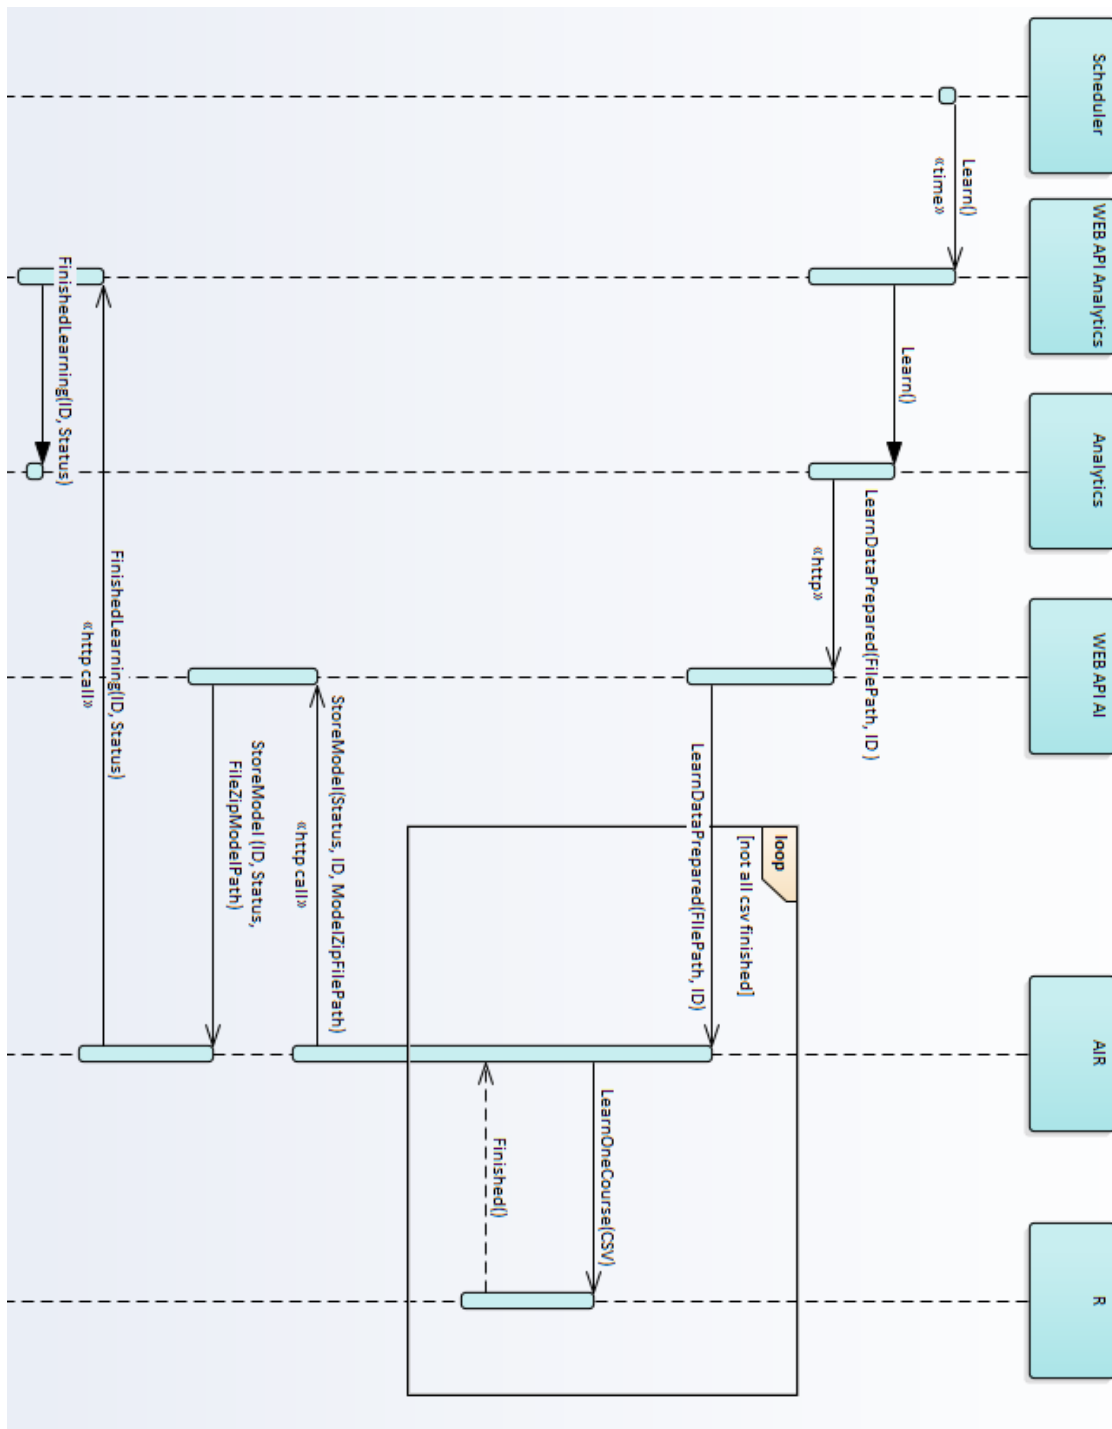 Scheduler
WEB API Analytics
Analytics
WEB API AI
AIR
R
Learn()
«time»
Learn()
LearnDataPrepared(FilePath, ID )
«http»
loop
[not all csv finished]
LearnDataPrepared(FIlePath, ID)
LearnOneCourse(CSV)
Finished()
StoreModel(Status, ID, ModelZipFilePath)
«http call»
StoreModel (ID, Status,
FileZipModelPath)
FinishedLearning(ID, Status)
«http call»
FinishedLearning(ID, Status)